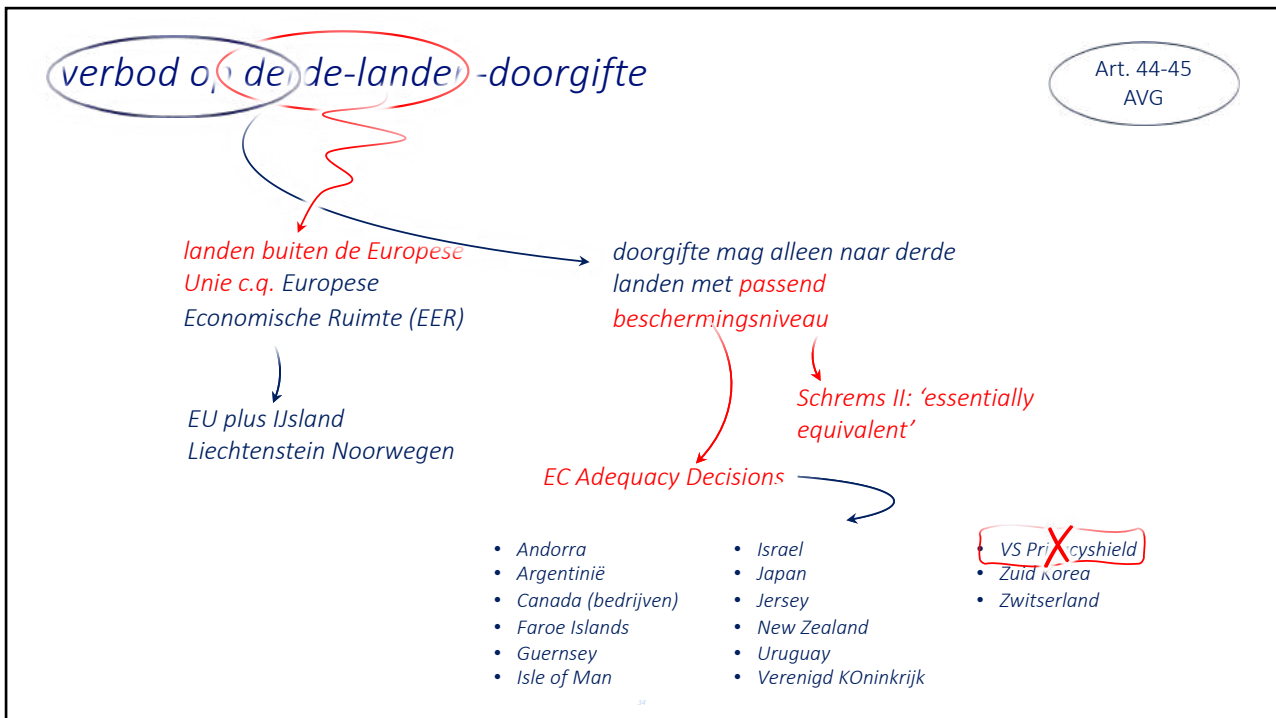 verbod op derde-landen-doorgifte
Art. 44-45
AVG
landen buiten de Europese
Unie c.q. Europese
Economische Ruimte (EER)
doorgifte mag alleen naar derde
landen met passend
beschermingsniveau
EU plus IJsland
Liechtenstein Noorwegen
Schrems II: ‘essentially
equivalent’
EC Adequacy Decisions
• Andorra
• Argentinië
• Canada (bedrijven)
• Faroe Islands
• Guernsey
• Isle of Man
• Israel
• Japan
• Jersey
• New Zealand
• Uruguay
• Verenigd KOninkrijk
• VS Privacyshield
• Zuid Korea
• Zwitserland
34